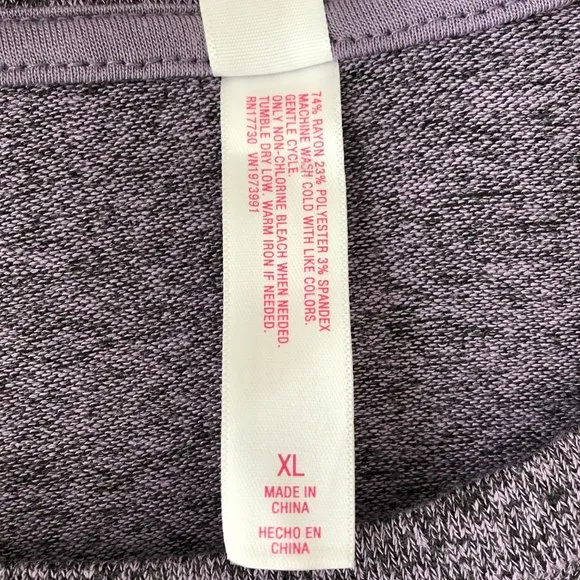 74% RAYON 23% POLYESTER 3% SPANDEX
MACHINE WASH COLD WITH LIKE COLORS.
GENTLE CYCLE.
ONLY NON-CHLORINE BLEACH WHEN NEEDED.
TUMBLE DRY LOW. WARM IRON IF NEEDED.
RN17730 VN1973991
XL
MADE IN
CHINA
HECHO EN
CHINA